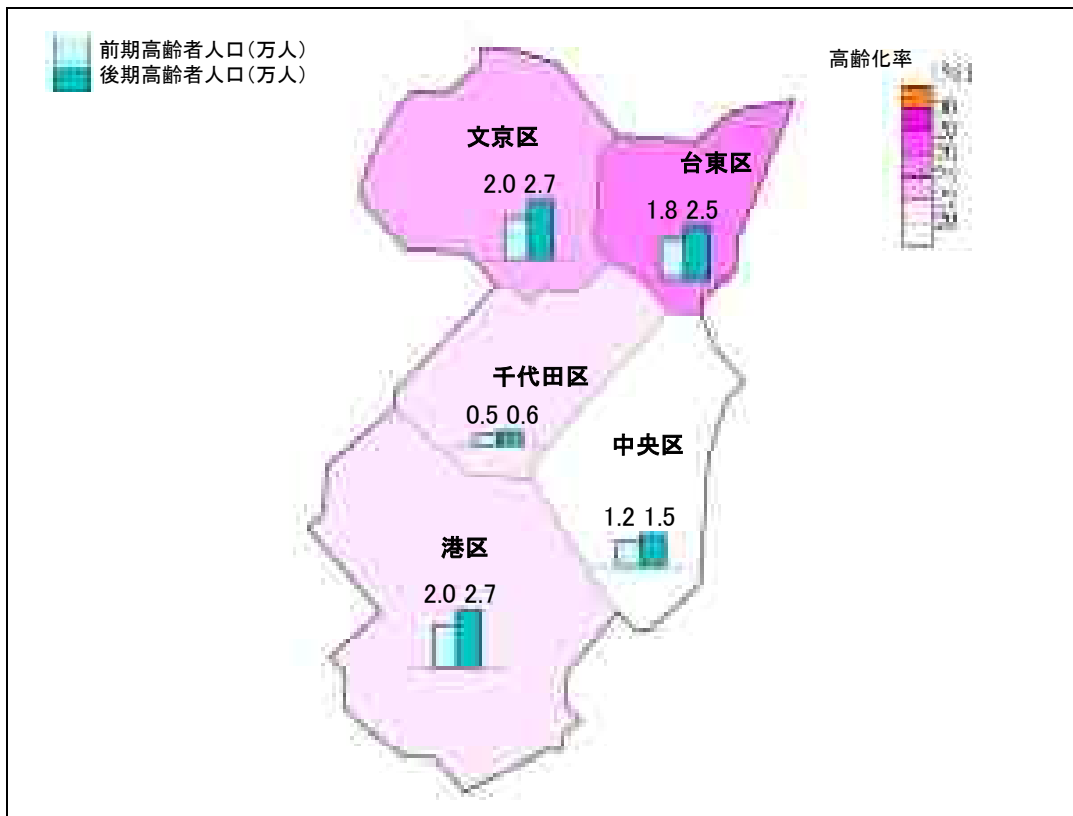 前期高齢者人口(万人)
後期高齢者人口(万人)
高齢化率
文京区
2.0 2.7
台東区
1.8 2.5
千代田区
0.5 0.6
中央区
1.2 1.5
港区
2.0 2.7